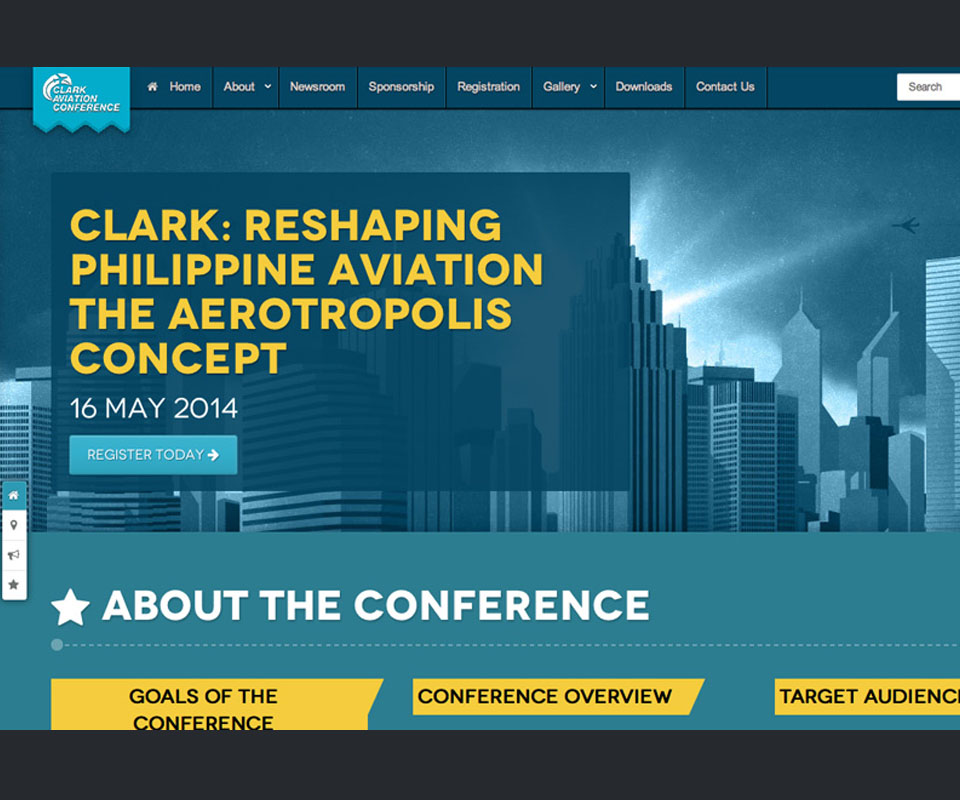 CLARK
AVIATION
CONFERENCE
Home
About
Newsroom
Sponsorship
Registration
Gallery
Downloads
Contact Us
Search
CLARK: RESHAPING
PHILIPPINE AVIATION
THE AEROTROPOLIS
CONCEPT
16 MAY 2014
REGISTER TODAY
ABOUT THE CONFERENCE
GOALS OF THE
CONFERENCE
CONFERENCE OVERVIEW
TARGET AUDIENC